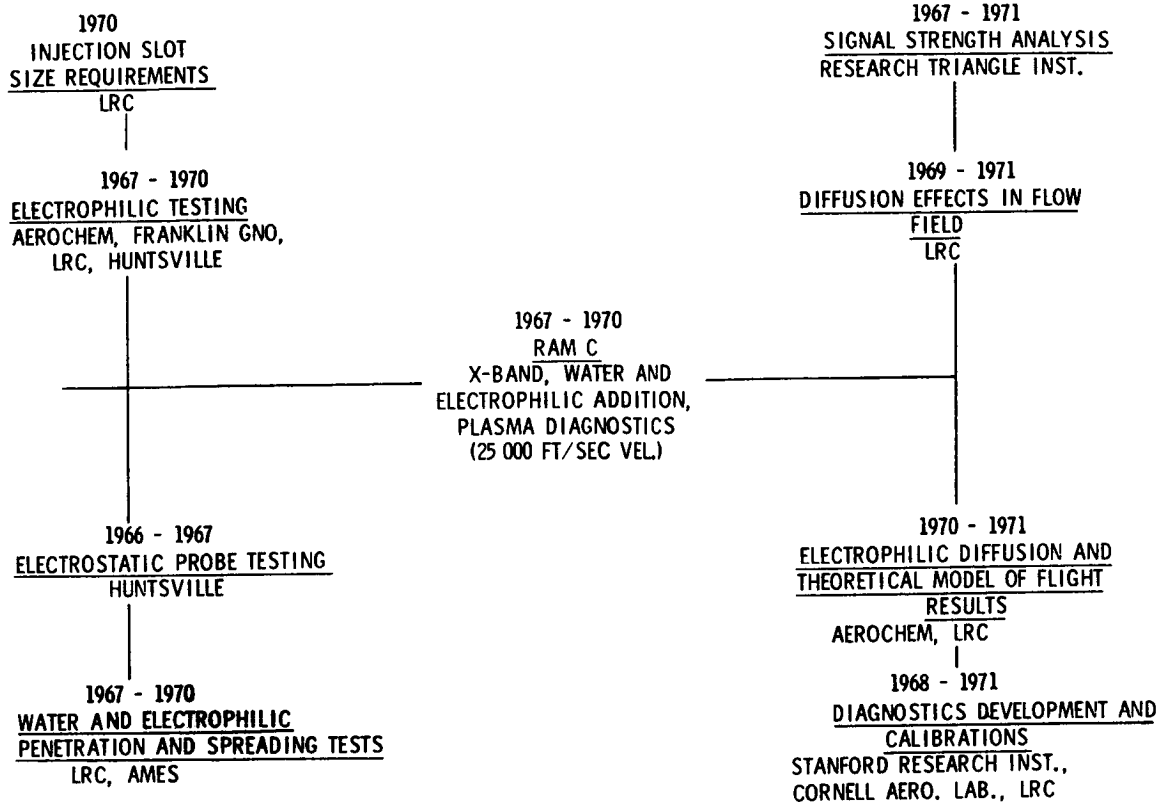 1970
INJECTION SLOT
SIZE REQUIREMENTS
LRC
1967 - 1970
ELECTROPHILIC TESTING
AEROCHEM, FRANKLIN GNO,
LRC, HUNTSVILLE
1966 - 1967
ELECTROSTATIC PROBE TESTING
HUNTSVILLE
1967 - 1970
WATER AND ELECTROPHILIC
PENETRATION AND SPREADING TESTS
LRC, AMES
1967 - 1970
RAM C
X-BAND, WATER AND
ELECTROPHILIC ADDITION,
PLASMA DIAGNOSTICS
(25 000 FT/SEC VEL.)
1967 - 1971
SIGNAL STRENGTH ANALYSIS
RESEARCH TRIANGLE INST.
1969 - 1971
DIFFUSION EFFECTS IN FLOW
FIELD
LRC
1970 - 1971
ELECTROPHILIC DIFFUSION AND
THEORETICAL MODEL OF FLIGHT
RESULTS
AEROCHEM, LRC
1968 - 1971
DIAGNOSTICS DEVELOPMENT AND
CALIBRATIONS
STANFORD RESEARCH INST.,
CORNELL AERO. LAB., LRC